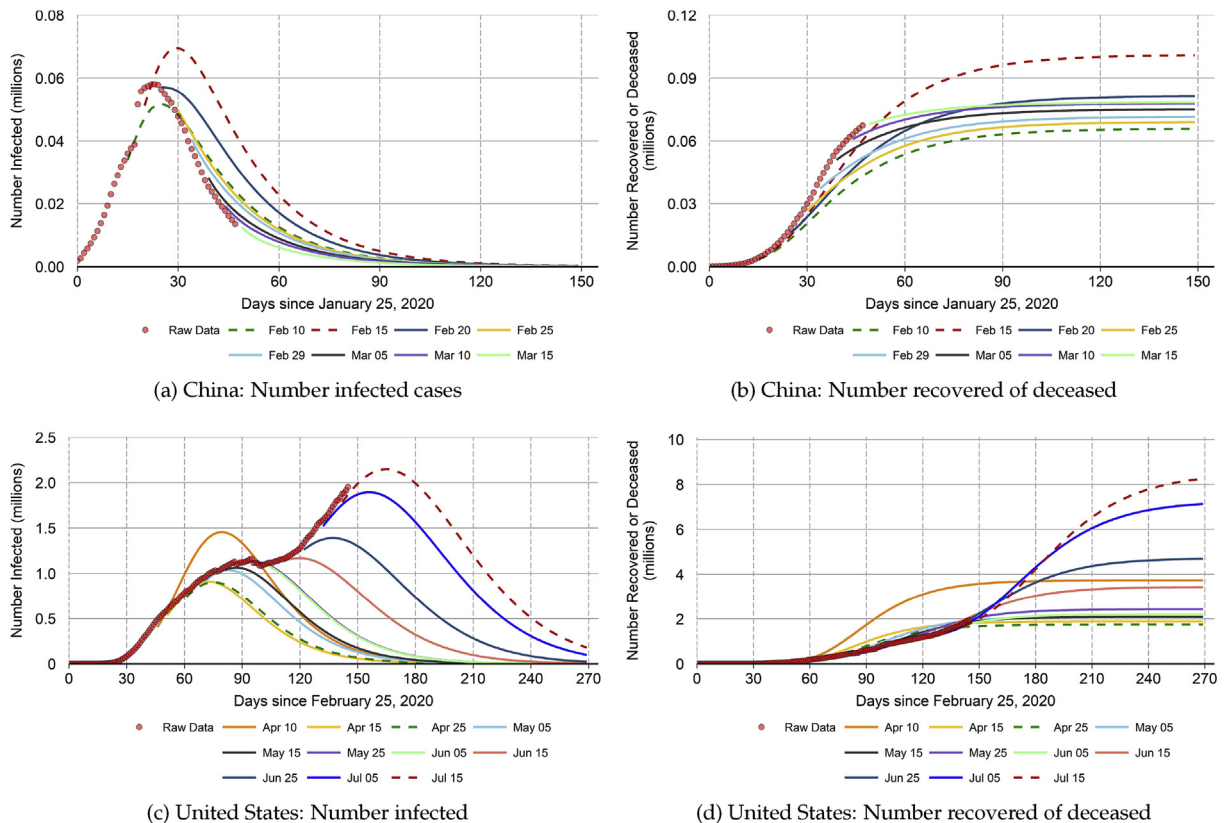 Number Infected (millions)
0.08
0.06
0.04
0.02
0.00
0
30
60
90
120
150
Days since January 25, 2020
Raw Data
Feb 10
Feb 15
Feb 20
Feb 25
Feb 29
Mar 05
Mar 10
Mar 15
(a) China: Number infected cases
Number Recovered or Deceased
(millions)
0.12
0.09
0.06
0.03
0.00
0
30
60
90
120
150
Days since January 25, 2020
Raw Data
Feb 10
Feb 15
Feb 20
Feb 25
Feb 29
Mar 05
Mar 10
Mar 15
(b) China: Number recovered of deceased
Number Infected (millions)
2.5
2.0
1.5
1.0
0.5
0
0
30
60
90
120
150
180
210
240
270
Days since February 25, 2020
Raw Data
Apr 10
Apr 15
Apr 25
May 05
May 15
May 25
Jun 05
Jun 15
Jun 25
Jul 05
Jul 15
(c) United States: Number infected
Number Recovered or Deceased
(millions)
10
8
6
4
2
0
0
30
60
90
120
150
180
210
240
270
Days since February 25, 2020
Raw Data
Apr 10
Apr 15
Apr 25
May 05
May 15
May 25
Jun 05
Jun 15
Jun 25
Jul 05
Jul 15
(d) United States: Number recovered of deceased